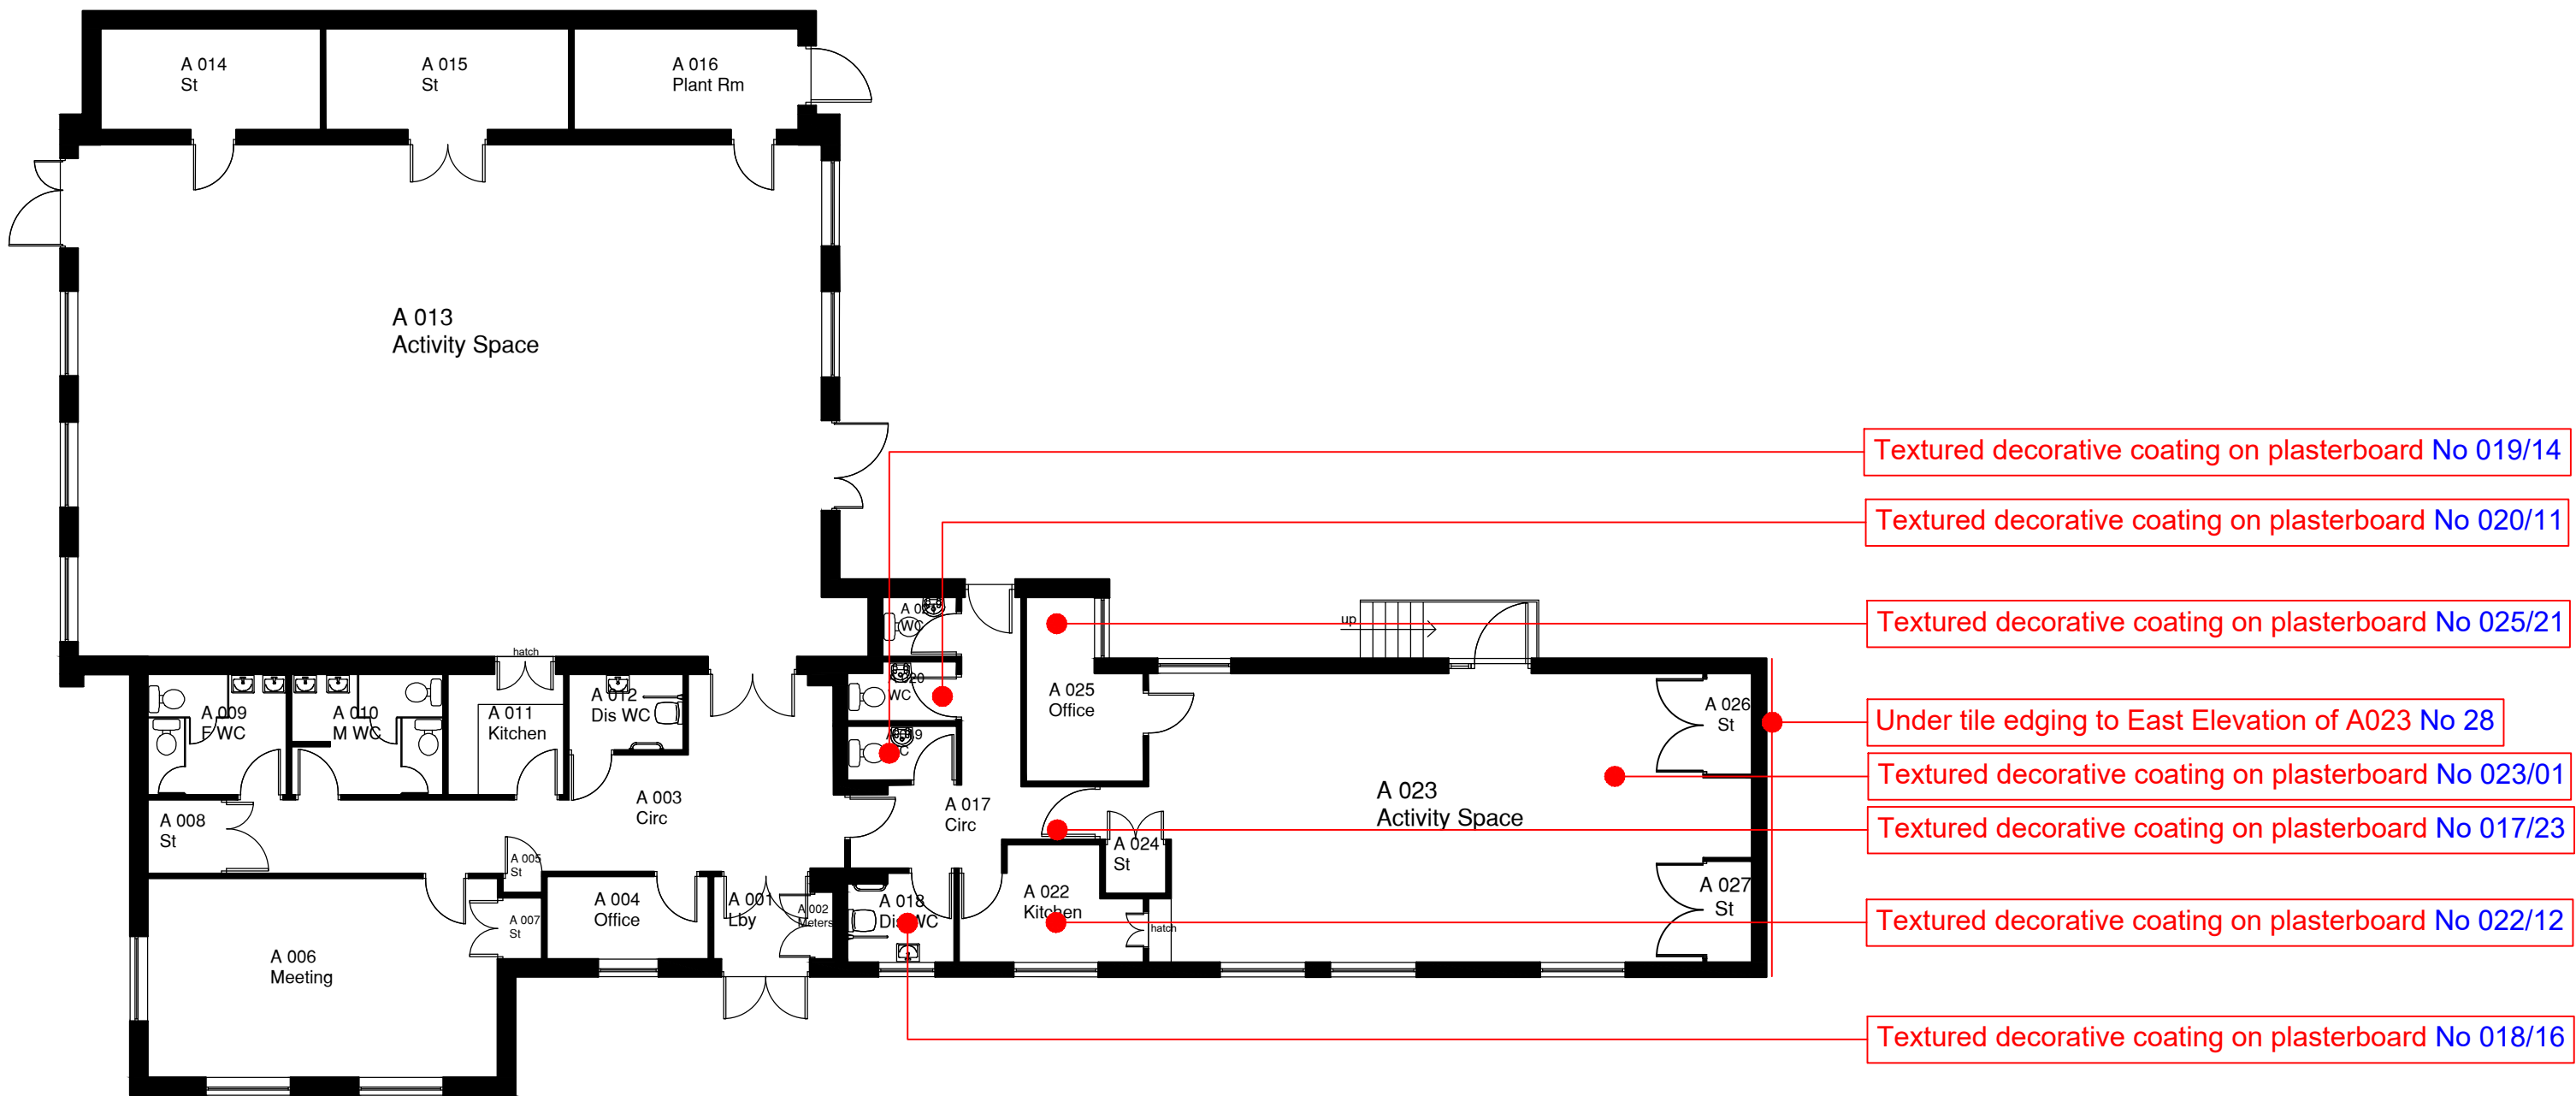 A 014
St
A 015
St
A 016
Plant Rm
A 013
Activity Space
Textured decorative coating on plasterboard No 019/14
Textured decorative coating on plasterboard No 020/11
Textured decorative coating on plasterboard No 025/21
Under tile edging to East Elevation of A023 No 28
Textured decorative coating on plasterboard No 023/01
Textured decorative coating on plasterboard No 017/23
Textured decorative coating on plasterboard No 022/12
Textured decorative coating on plasterboard No 018/16
up
hatch
WC
WC
A 009
F WC
A 010
M WC
A 011
Kitchen
A 012
Dis WC
A 025
Office
A 026
St
A 003
Circ
A 017
Circ
A 023
Activity Space
A 008
St
A 005
St
A 024
St
A 027
St
A 004
Office
A 001
Lby
A 002
Meters
A 018
Dis WC
A 022
Kitchen
A 007
St
hatch
A 006
Meeting